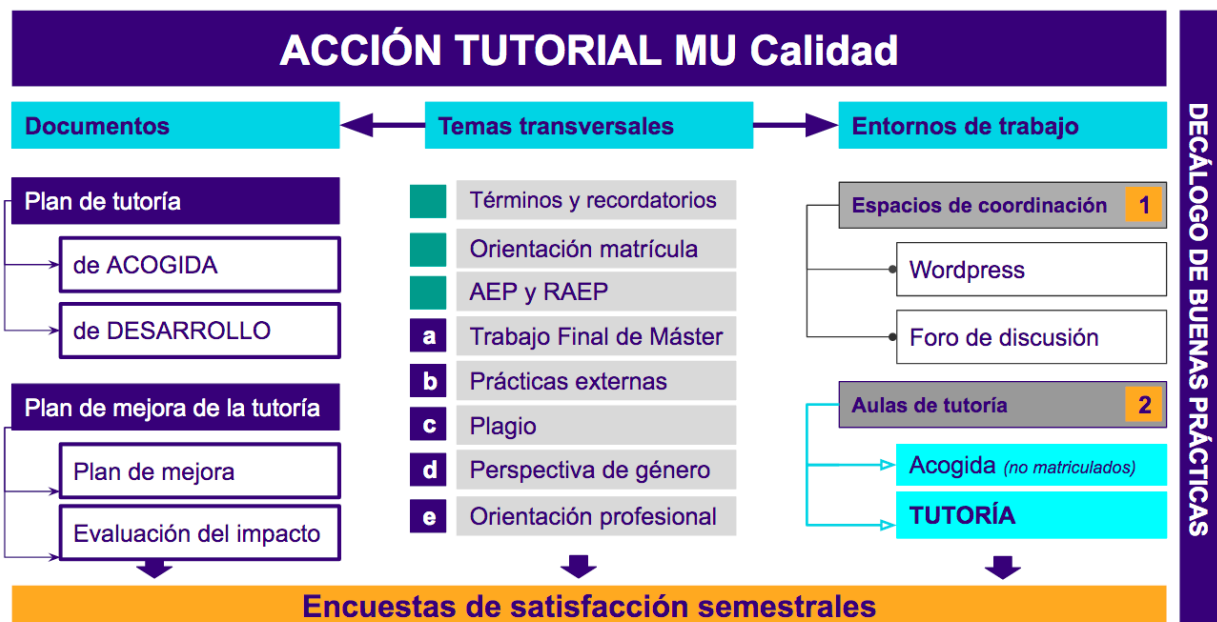 ACCIÓN TUTORIAL MU Calidad
Documentos
Temas transversales
Entornos de trabajo
Plan de tutoría
de ACOGIDA
de DESARROLLO
Plan de mejora de la tutoría
Plan de mejora
Evaluación del impacto
Términos y recordatorios
Orientación matrícula
AEP y RAEP
a Trabajo Final de Máster
b Prácticas externas
c Plagio
d Perspectiva de género
e Orientación profesional
Espacios de coordinación 1
Wordpress
Foro de discusión
Aulas de tutoría 2
Acogida (no matriculados)
TUTORÍA
Encuestas de satisfacción semestrales
DECÁLOGO DE BUENAS PRÁCTICAS